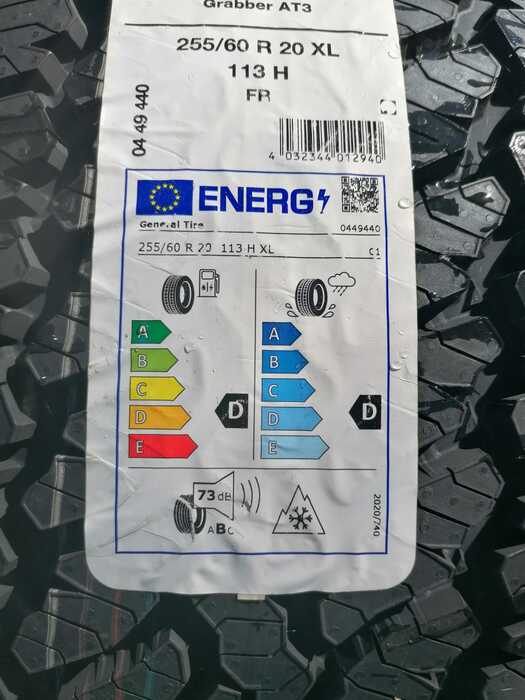 Grabber AT3
255/60 R 20 XL
113 H
FR
04 49 440
4 032344 012940
ENERG
General Tire
0449440
255/60 R 20 113 H XL
C1
A
B
C
D
E
D
A
B
C
D
E
D
73 dB
ABC
2020/740